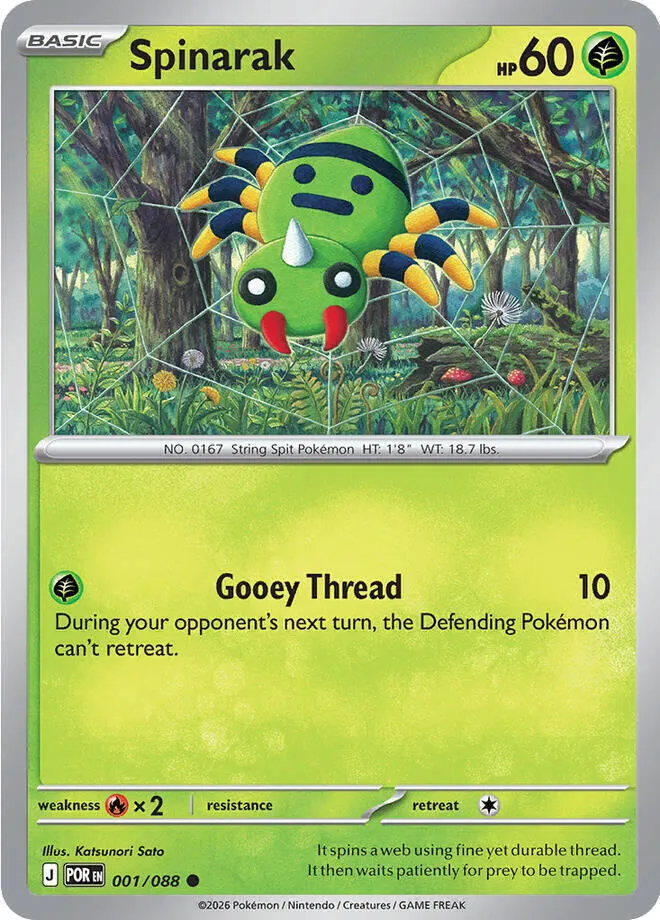 BASIC
Spinarak
HP 60
NO. 0167 String Spit Pokémon HT: 1'8" WT: 18.7 lbs.
Gooey Thread 10
During your opponent's next turn, the Defending Pokémon
can't retreat.
weakness ×2 resistance retreat
Illus. Katsunori Sato
It spins a web using fine yet durable thread.
It then waits patiently for prey to be trapped.
J POR EN 001/088
©2026 Pokémon / Nintendo / Creatures / GAME FREAK